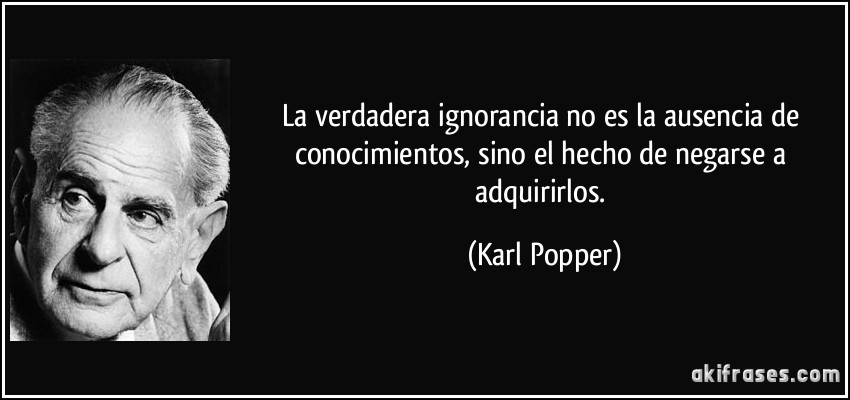 La verdadera ignorancia no es la ausencia de
conocimientos, sino el hecho de negarse a
adquirirlos.
(Karl Popper)
akifrases.com